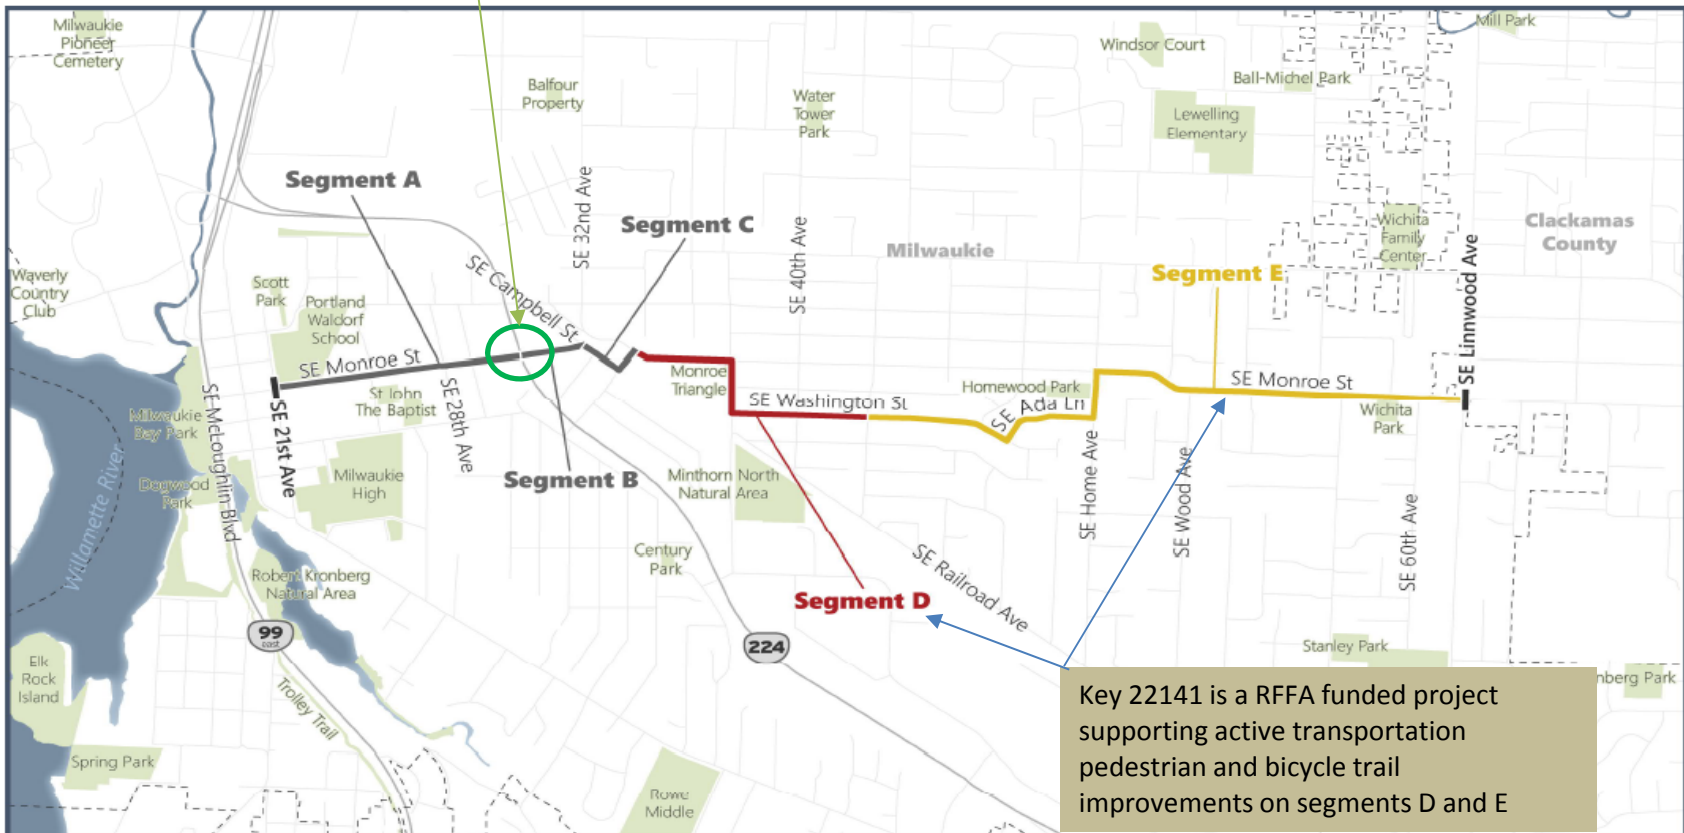 Milwaukie
Pioneer
Cemetery
Mill Park
Windsor Court
Ball-Michel Park
Balfour
Property
Water
Tower
Park
Lewelling
Elementary
Segment A
SE 32nd Ave
Segment C
SE 40th Ave
Milwaukie
Wichita
Family
Center
Clackamas
County
SE Linnwood Ave
Segment E
Waverly
Country
Club
Scott
Park
Portland
Waldorf
School
SE Campbell St
SE Monroe St
Monroe
Triangle
SE Monroe St
St John
The Baptist
SE 28th Ave
SE 21st Ave
SE McLoughlin Blvd
Milwaukie
Bay Park
SE Washington St
Homewood Park
SE Ada Ln
Wichita
Park
Segment B
Milwaukie
High
Minthorn North
Natural Area
SE Home Ave
SE Wood Ave
SE 60th Ave
Dogwood
Park
Willamette River
Century
Park
SE Railroad Ave
Segment D
Robert Kronberg
Natural Area
99
east
224
Stanley Park
Elk
Rock
Island
Trolley Trail
nberg Park
Spring Park
Rowe
Middle
Key 22141 is a RFFA funded project
supporting active transportation
pedestrian and bicycle trail
improvements on segments D and E